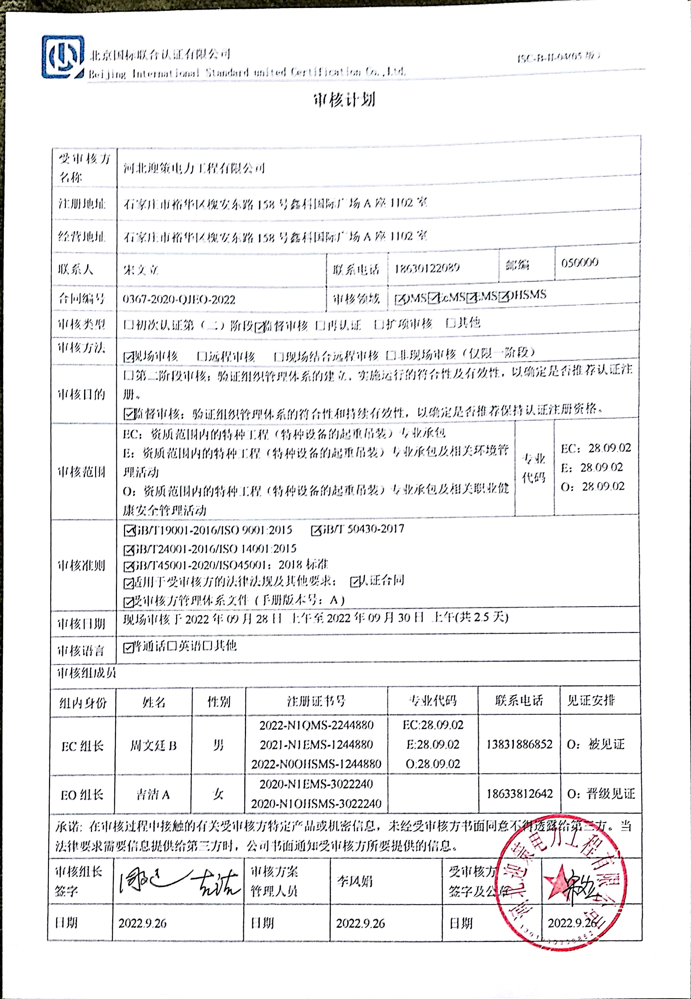 北京国标联合认证有限公司
ISC-B-II-04(05 版)
Beijing International Standard united Certification Co.,Ltd.
审核计划
受审核方
名称
河北迎策电力工程有限公司
注册地址 石家庄市裕华区槐安东路 158 号鑫科国际广场 A 座 1102 室
经营地址 石家庄市裕华区槐安东路 158 号鑫科国际广场 A 座 1102 室
联系人 宋文立 联系电话 18630122089 邮编 050000
合同编号 0367-2020-QJEO-2022 审核领域 ☑QMS☑EcMS☑EMS☑OHSMS
审核类型 □初次认证第（二）阶段☑监督审核 □再认证 □扩项审核 □其他
审核方法 ☑现场审核 □远程审核 □现场结合远程审核 □非现场审核（仅限一阶段）
审核目的
□第二阶段审核：验证组织管理体系的建立、实施运行的符合性及有效性，以确定是否推荐认证注
册。
☑监督审核：验证组织管理体系的符合性和持续有效性，以确定是否推荐保持认证注册资格。
审核范围
EC：资质范围内的特种工程（特种设备的起重吊装）专业承包
E：资质范围内的特种工程（特种设备的起重吊装）专业承包及相关环境管
理活动
O：资质范围内的特种工程（特种设备的起重吊装）专业承包及相关职业健
康安全管理活动
专业
代码
EC：28.09.02
E：28.09.02
O：28.09.02
审核准则
☑GB/T19001-2016/ISO 9001:2015 ☑GB/T 50430-2017
☑GB/T24001-2016/ISO 14001:2015
☑GB/T45001-2020/ISO45001：2018 标准
☑适用于受审核方的法律法规及其他要求； ☑认证合同
☑受审核方管理体系文件（手册版本号：A）
审核日期 现场审核于 2022 年 09 月 28 日 上午至 2022 年 09 月 30 日 上午(共 2.5 天)
审核语言 ☑普通话□英语□其他
审核组成员
组内身份 姓名 性别 注册证书号 专业代码 联系电话 见证安排
EC 组长 周文廷 B 男
2022-N1QMS-2244880
2021-N1EMS-1244880
2022-N0OHSMS-1244880
EC:28.09.02
E:28.09.02
O:28.09.02
13831886852 O：被见证
EO 组长 吉洁 A 女
2020-N1EMS-3022240
2020-N1OHSMS-3022240
18633812642 O：晋级见证
承诺: 在审核过程中接触的有关受审核方特定产品或机密信息，未经受审核方书面同意不得透露给第三方。当
法律要求需要信息提供给第三方时，公司书面通知受审核方所要提供的信息。
审核组长
签字
吉洁
审核方案
管理人员
李凤娟
受审核方
签字及公章
河北迎策电力工程有限公司
日期 2022.9.26 日期 2022.9.26 日期 2022.9.26